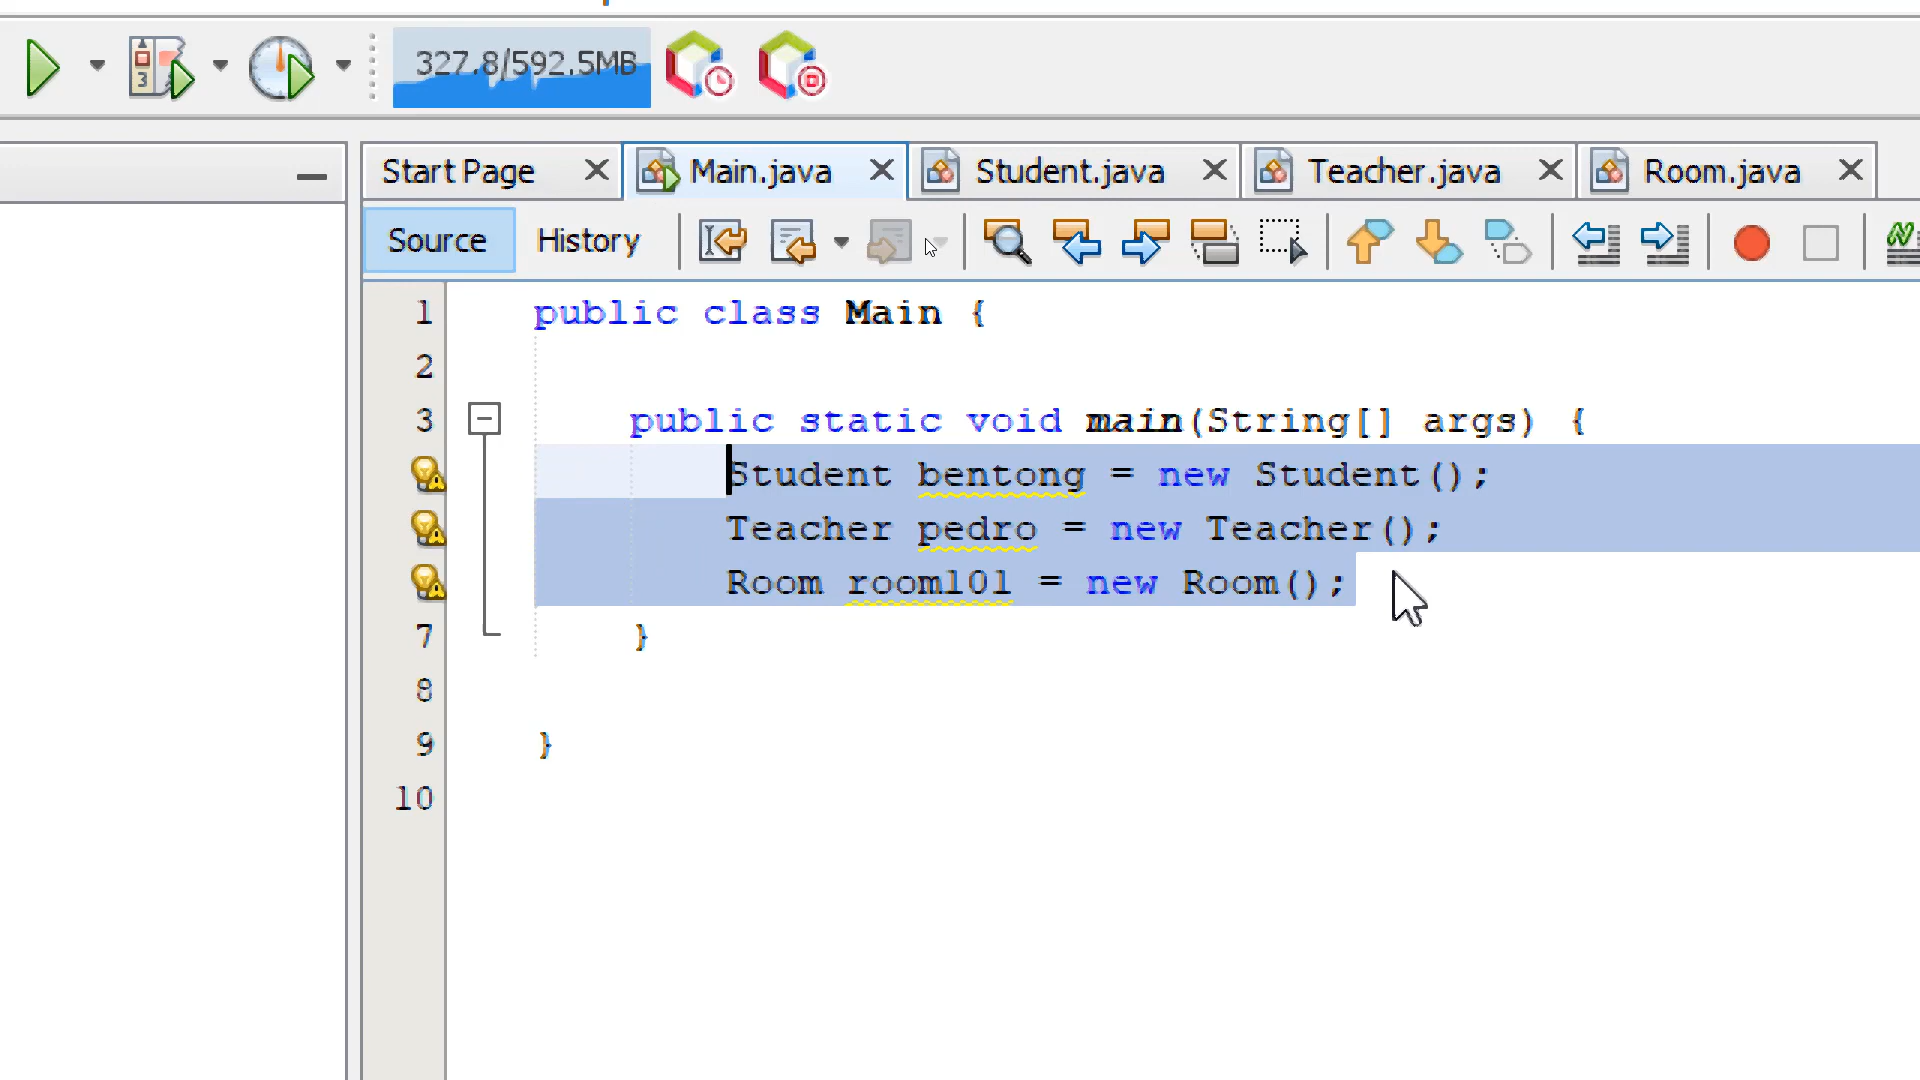 327.8/592.5MB
Start Page Main.java Student.java Teacher.java Room.java
Source History
1 public class Main {
2
3 public static void main(String[] args) {
Student bentong = new Student();
Teacher pedro = new Teacher();
Room room101 = new Room();
7 }
8
9 }
10